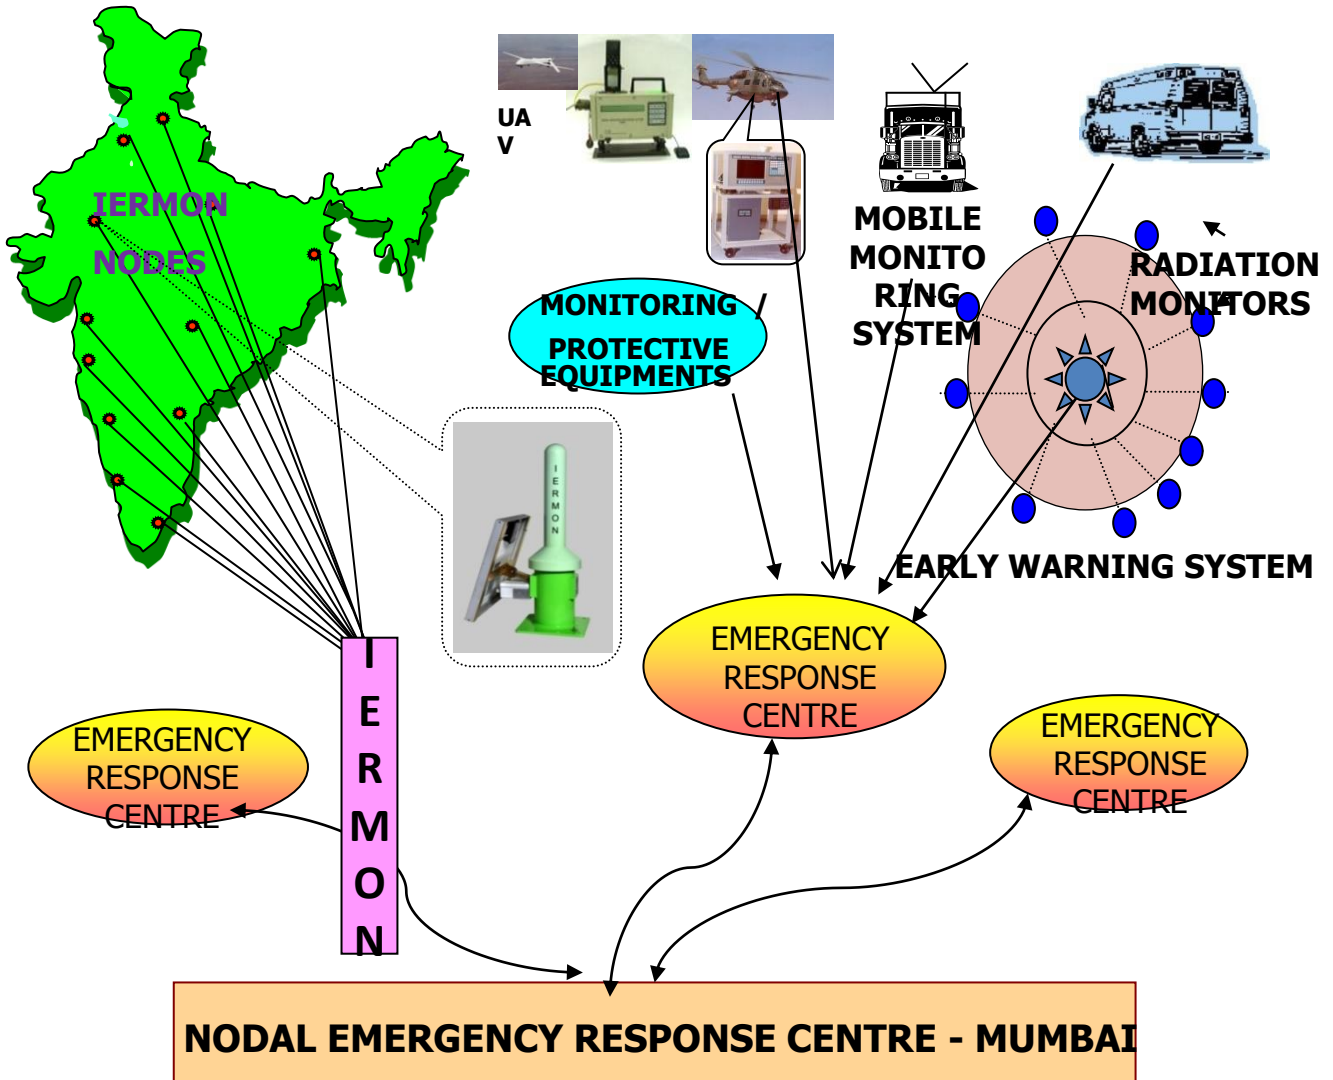 UA
V
IERMON
NODES
MOBILE
MONITO
RING
SYSTEM
RADIATION
MONITORS
MONITORING /
PROTECTIVE
EQUIPMENTS
I
E
R
M
O
N
EARLY WARNING SYSTEM
EMERGENCY
RESPONSE
CENTRE
I
E
R
M
O
N
EMERGENCY
RESPONSE
CENTRE
EMERGENCY
RESPONSE
CENTRE
NODAL EMERGENCY RESPONSE CENTRE - MUMBAI